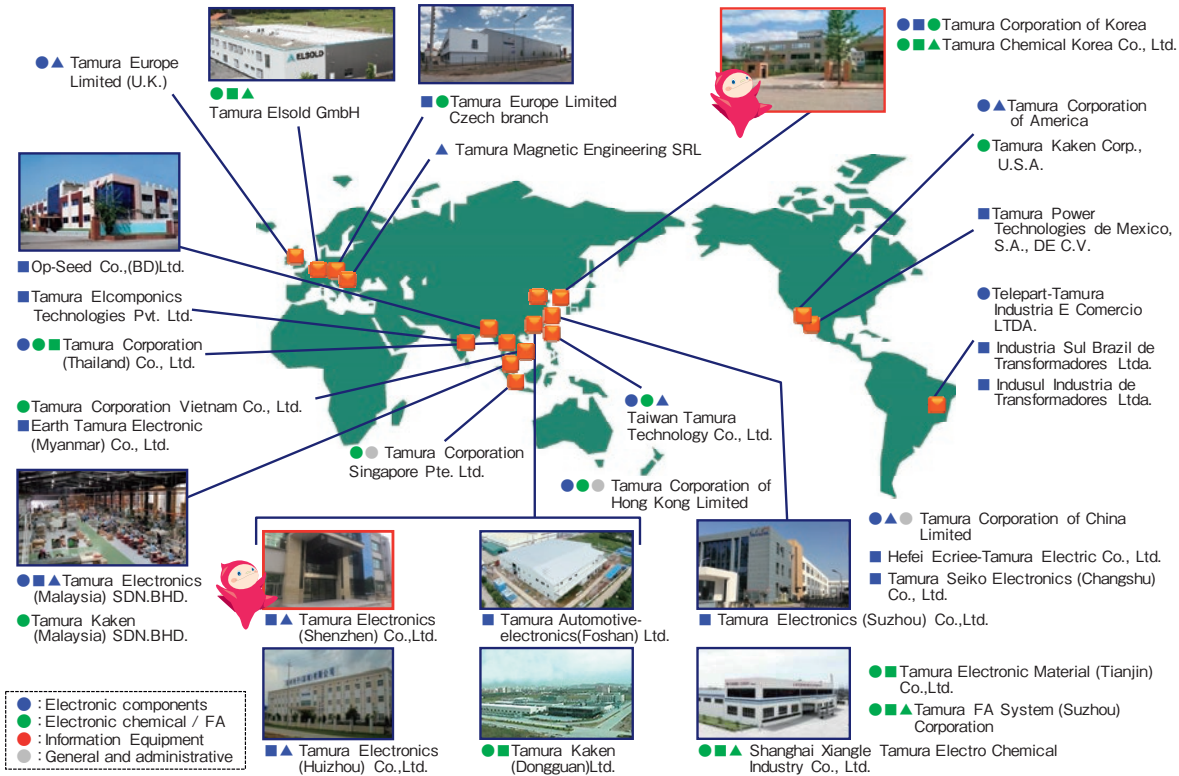 Tamura Europe
Limited (U.K.)
ELSOLD
Tamura Elsold GmbH
Tamura Europe Limited
Czech branch
Tamura Magnetic Engineering SRL
Tamura Corporation of Korea
Tamura Chemical Korea Co., Ltd.
Tamura Corporation
of America
Tamura Kaken Corp.,
U.S.A.
Tamura Power
Technologies de Mexico,
S.A., DE C.V.
Telepart-Tamura
Industria E Comercio
LTDA.
Industria Sul Brazil de
Transformadores Ltda.
Indusul Industria de
Transformadores Ltda.
Op-Seed Co.,(BD)Ltd.
Tamura Elcomponics
Technologies Pvt. Ltd.
Tamura Corporation
(Thailand) Co., Ltd.
Tamura Corporation Vietnam Co., Ltd.
Earth Tamura Electronic
(Myanmar) Co., Ltd.
Tamura Corporation
Singapore Pte. Ltd.
Taiwan Tamura
Technology Co., Ltd.
Tamura Corporation of
Hong Kong Limited
Tamura Electronics
(Malaysia) SDN.BHD.
Tamura Kaken
(Malaysia) SDN.BHD.
Tamura Electronics
(Shenzhen) Co.,Ltd.
Tamura Automotive-
electronics(Foshan) Ltd.
Tamura Electronics (Suzhou) Co.,Ltd.
Tamura Corporation of China
Limited
Hefei Ecriee-Tamura Electric Co., Ltd.
Tamura Seiko Electronics (Changshu)
Co., Ltd.
: Electronic components
: Electronic chemical / FA
: Information Equipment
: General and administrative
Tamura Electronics
(Huizhou) Co.,Ltd.
Tamura Kaken
(Dongguan)Ltd.
Tamura Electronic Material (Tianjin)
Co.,Ltd.
Tamura FA System (Suzhou)
Corporation
Shanghai Xiangle Tamura Electro Chemical
Industry Co., Ltd.